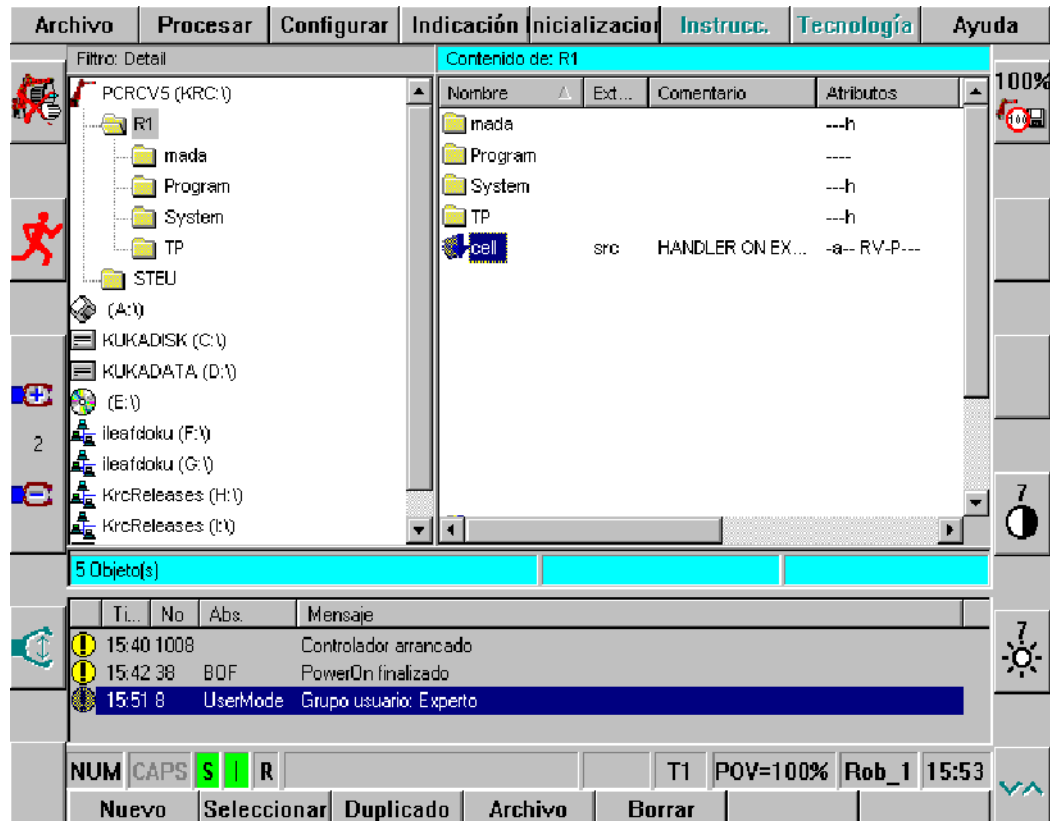 Archivo Procesar Configurar Indicación Inicializacion Instrucc. Tecnología Ayuda
Filtro: Detail Contenido de: R1
100%
PCRCV5 (KRC:\) Nombre Ext... Comentario Atributos
R1 mada ---h
mada Program ----
Program System ---h
System TP ---h
TP cell src HANDLER ON EX... -a-- RV-P---
STEU
(A:\)
KUKADISK (C:\)
KUKADATA (D:\)
(E:\)
2
ileafdoku (F:\)
ileafdoku (G:\)
KrcReleases (H:\)
7
KrcReleases (I:\)
5 Objeto(s)
Ti... No Abs. Mensaje
15:40 1008 Controlador arrancado
7
15:42 38 BOF PowerOn finalizado
15:51 8 UserMode Grupo usuario: Experto
NUM CAPS S I R T1 POV=100% Rob_1 15:53
Nuevo Seleccionar Duplicado Archivo Borrar